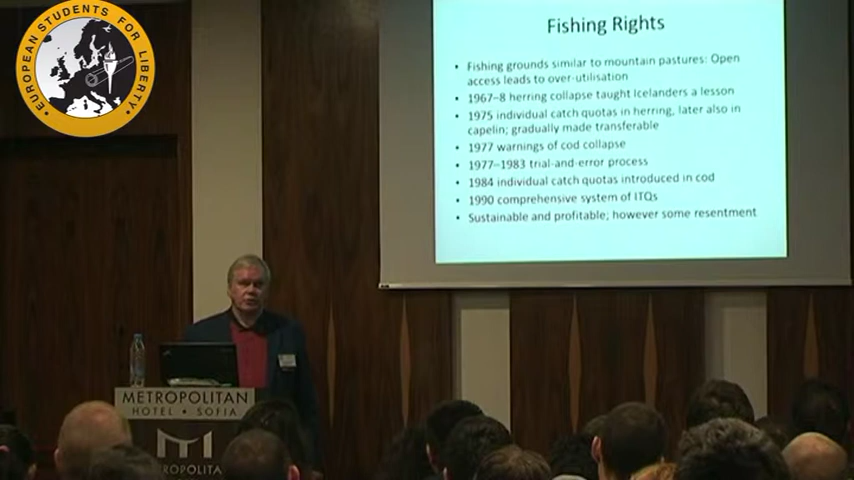 EUROPEAN STUDENTS FOR LIBERTY
Fishing Rights
• Fishing grounds similar to mountain pastures: Open
access leads to over-utilisation
• 1967–8 herring collapse taught Icelanders a lesson
• 1975 individual catch quotas in herring, later also in
capelin; gradually made transferable
• 1977 warnings of cod collapse
• 1977–1983 trial-and-error process
• 1984 individual catch quotas introduced in cod
• 1990 comprehensive system of ITQs
• Sustainable and profitable; however some resentment
METROPOLITAN
HOTEL • SOFIA
METROPOLITA